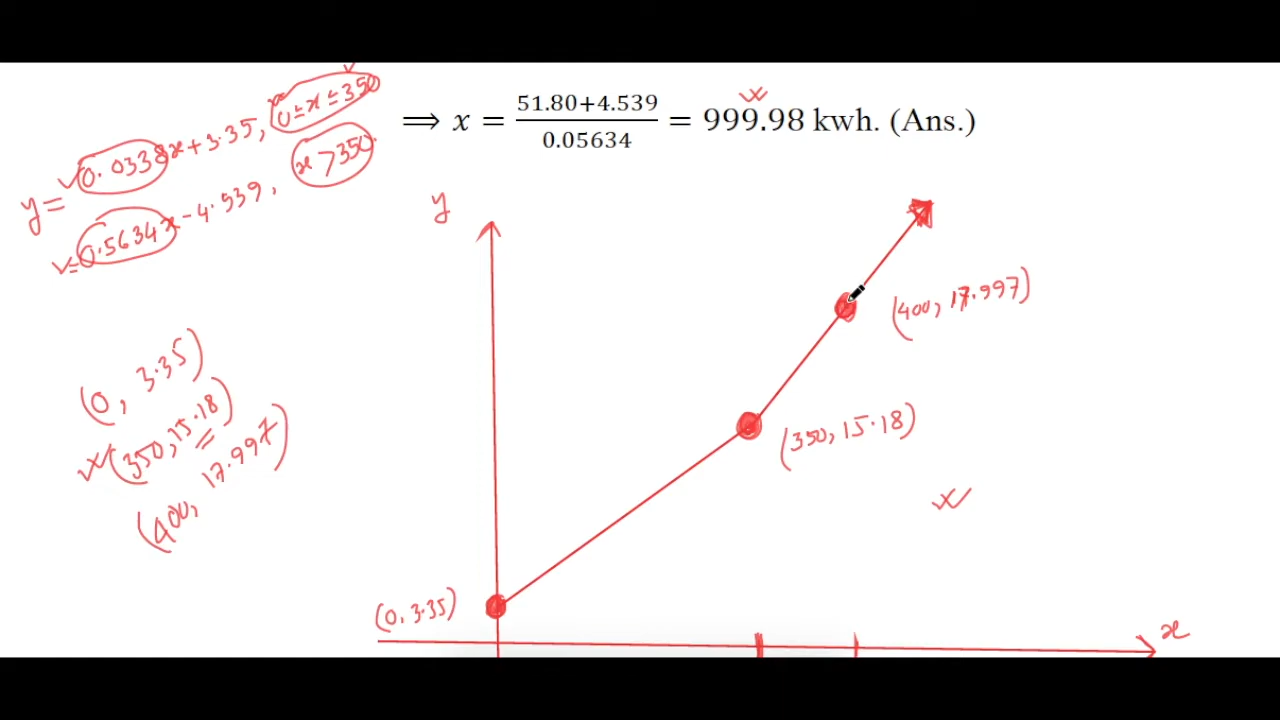 y = 0.0338x + 3.35, 0 ≤ x ≤ 350
= 0.5634x - 4.539, x > 350
⟹ x = \frac{51.80+4.539}{0.05634} = 999.98 kwh. (Ans.)
y
(400, 17.997)
(0, 3.35)
(350, 15.18)
(400, 17.997)
(350, 15.18)
(0, 3.35)
x